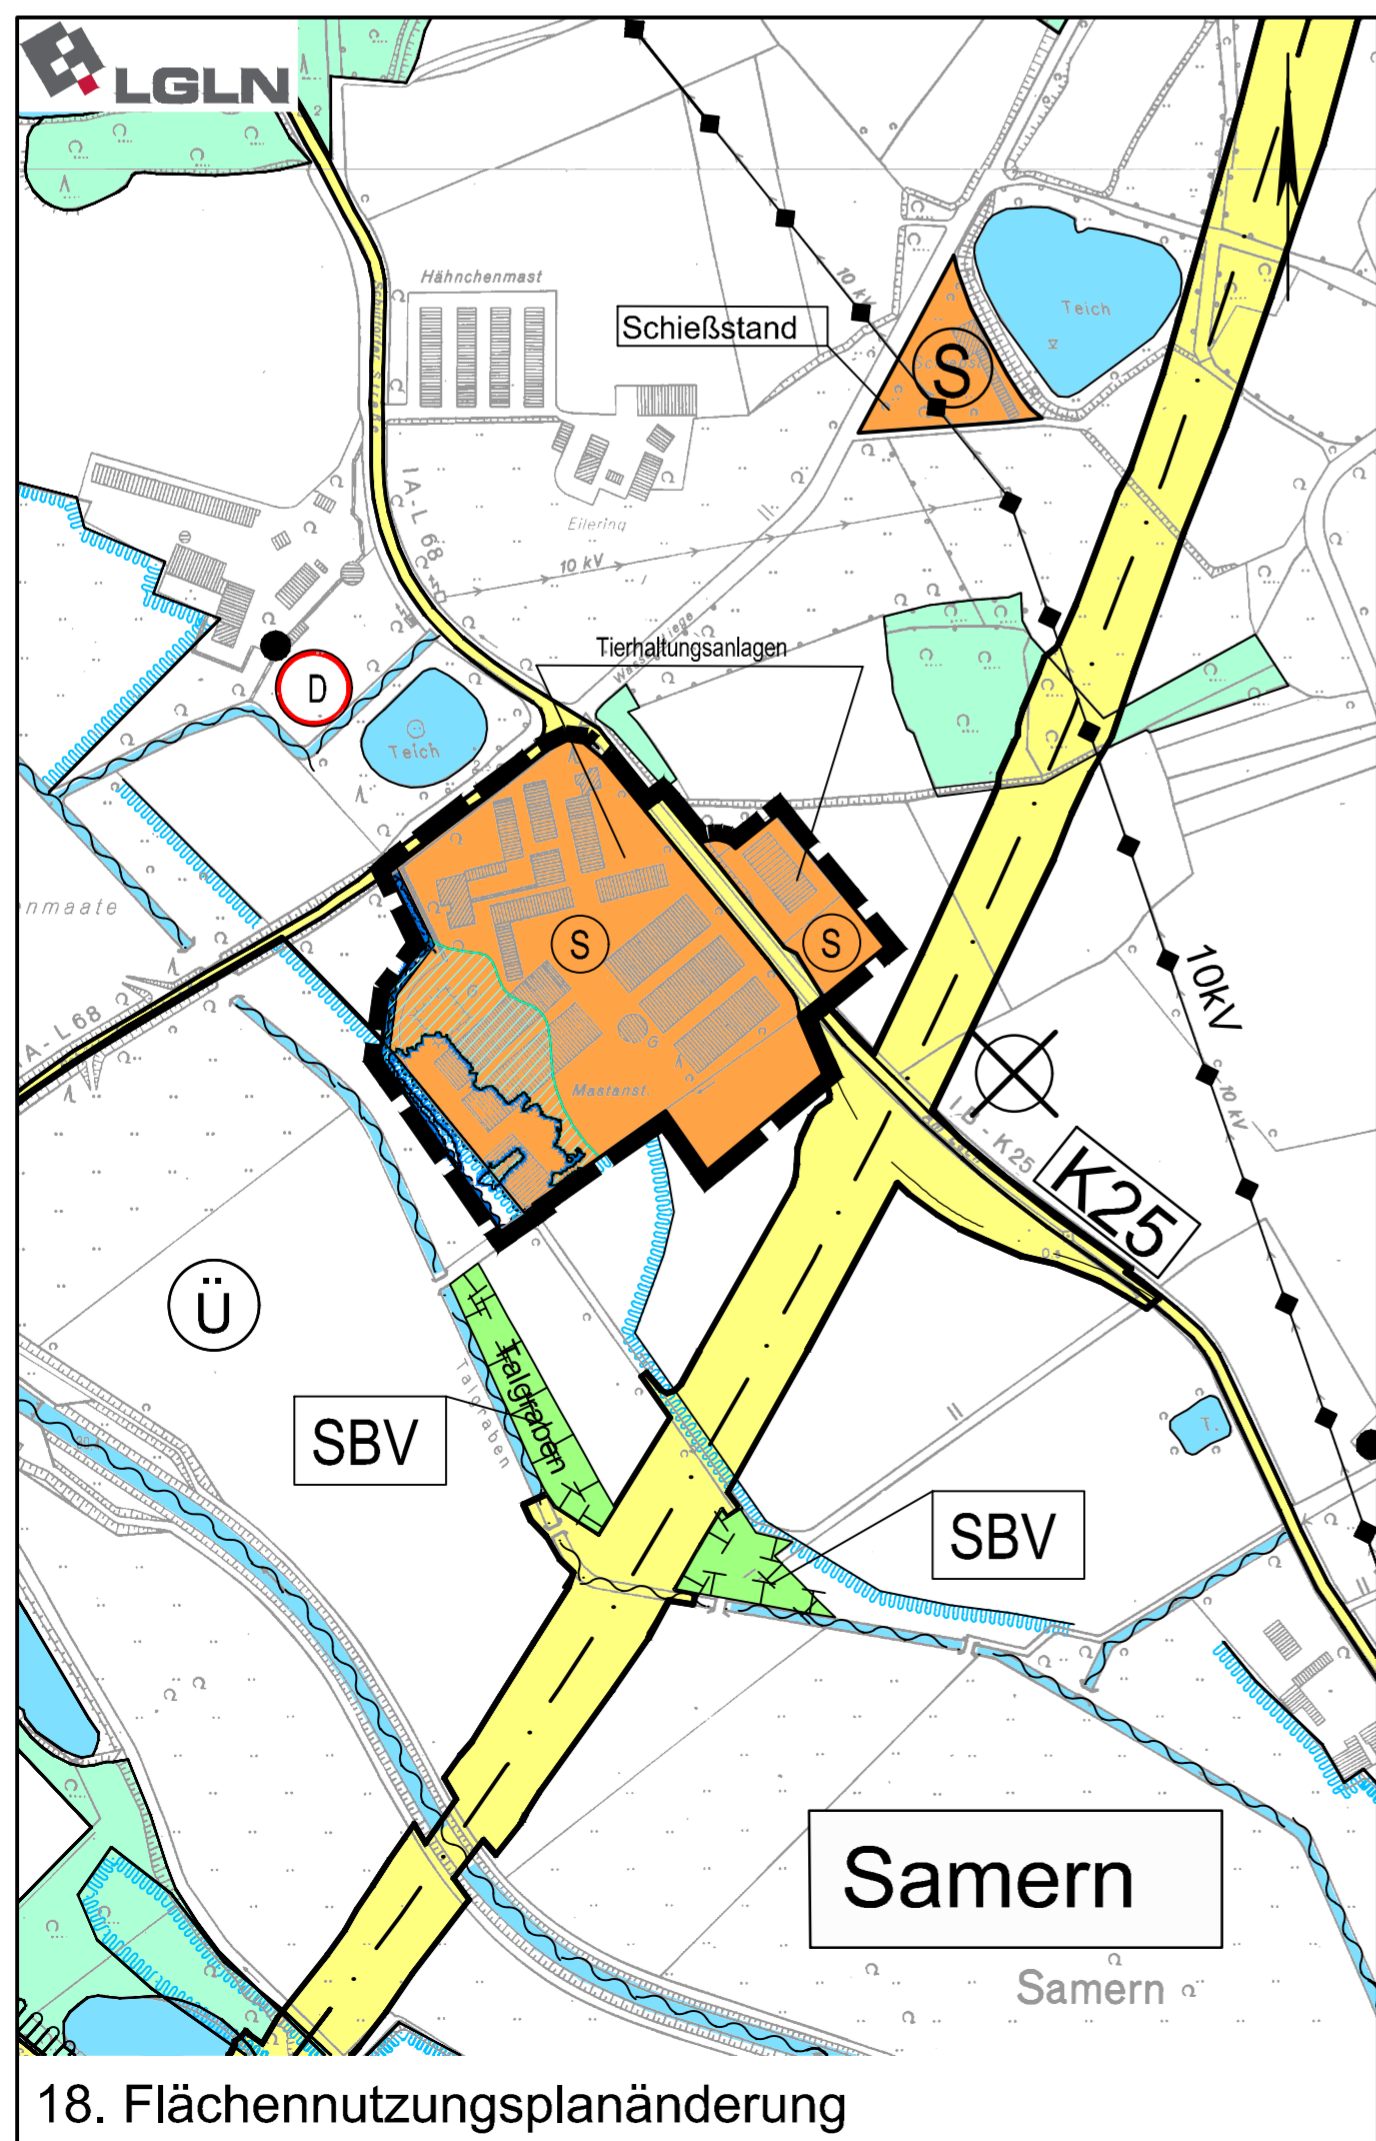 LGLN
Hähnchenmast
10 kV
Schießstand
Teich
S
I A - L 68
Eilering
10 kV
Tierhaltungsanlagen
D
Teich
nmaate
S
S
10kV
10 kV
I A - L 68
G
G
Mastanst.
I.B - K 25
K25
Ü
Talgraben
Talgraben
SBV
T.
SBV
Samern
Samern
18. Flächennutzungsplanänderung